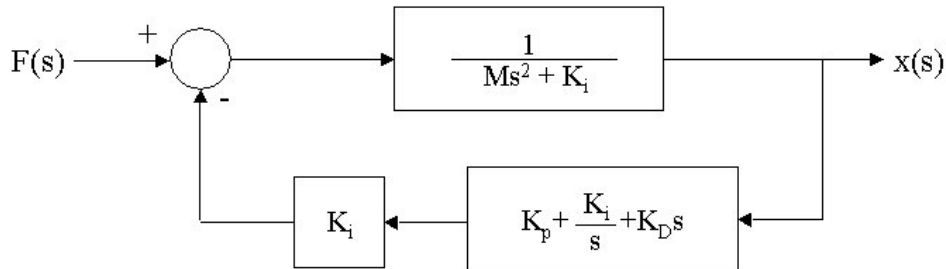 +
F(s)
1
Ms² + Kᵢ
x(s)
-
Kᵢ
Kₚ + Kᵢ/s + K_D s